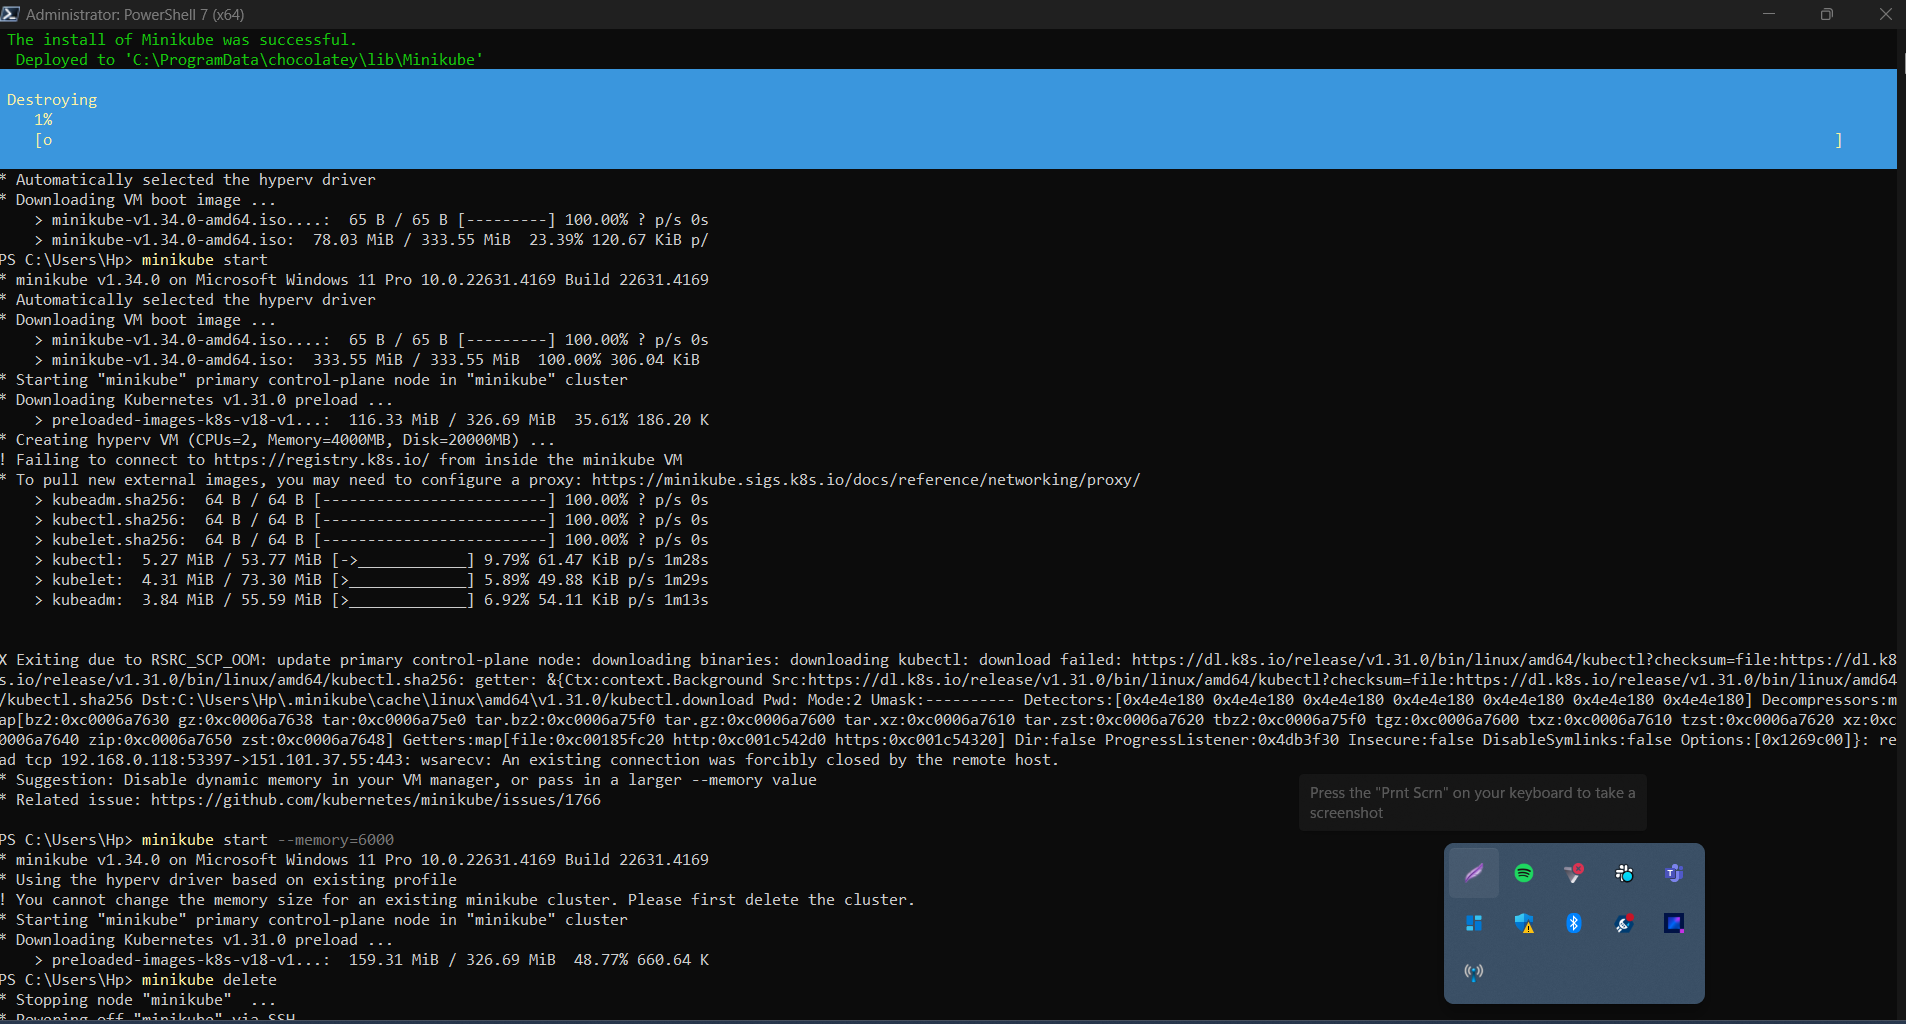 Administrator: PowerShell 7 (x64)
The install of Minikube was successful.
Deployed to 'C:\ProgramData\chocolatey\lib\Minikube'
Destroying
1%
[o ]
* Automatically selected the hyperv driver
* Downloading VM boot image ...
> minikube-v1.34.0-amd64.iso....: 65 B / 65 B [---------] 100.00% ? p/s 0s
> minikube-v1.34.0-amd64.iso: 78.03 MiB / 333.55 MiB 23.39% 120.67 KiB p/
PS C:\Users\Hp> minikube start
* minikube v1.34.0 on Microsoft Windows 11 Pro 10.0.22631.4169 Build 22631.4169
* Automatically selected the hyperv driver
* Downloading VM boot image ...
> minikube-v1.34.0-amd64.iso....: 65 B / 65 B [---------] 100.00% ? p/s 0s
> minikube-v1.34.0-amd64.iso: 333.55 MiB / 333.55 MiB 100.00% 306.04 KiB
* Starting "minikube" primary control-plane node in "minikube" cluster
* Downloading Kubernetes v1.31.0 preload ...
> preloaded-images-k8s-v18-v1...: 116.33 MiB / 326.69 MiB 35.61% 186.20 K
* Creating hyperv VM (CPUs=2, Memory=4000MB, Disk=20000MB) ...
! Failing to connect to https://registry.k8s.io/ from inside the minikube VM
* To pull new external images, you may need to configure a proxy: https://minikube.sigs.k8s.io/docs/reference/networking/proxy/
> kubeadm.sha256: 64 B / 64 B [-------------------------] 100.00% ? p/s 0s
> kubectl.sha256: 64 B / 64 B [-------------------------] 100.00% ? p/s 0s
> kubelet.sha256: 64 B / 64 B [-------------------------] 100.00% ? p/s 0s
> kubectl: 5.27 MiB / 53.77 MiB [->____________] 9.79% 61.47 KiB p/s 1m28s
> kubelet: 4.31 MiB / 73.30 MiB [>_____________] 5.89% 49.88 KiB p/s 1m29s
> kubeadm: 3.84 MiB / 55.59 MiB [>_____________] 6.92% 54.11 KiB p/s 1m13s
X Exiting due to RSRC_SCP_OOM: update primary control-plane node: downloading binaries: downloading kubectl: download failed: https://dl.k8s.io/release/v1.31.0/bin/linux/amd64/kubectl?checksum=file:https://dl.k8
s.io/release/v1.31.0/bin/linux/amd64/kubectl.sha256: getter: &{Ctx:context.Background Src:https://dl.k8s.io/release/v1.31.0/bin/linux/amd64/kubectl?checksum=file:https://dl.k8s.io/release/v1.31.0/bin/linux/amd64
/kubectl.sha256 Dst:C:\Users\Hp\.minikube\cache\linux\amd64\v1.31.0/kubectl.download Pwd: Mode:2 Umask:---------- Detectors:[0x4e4e180 0x4e4e180 0x4e4e180 0x4e4e180 0x4e4e180 0x4e4e180 0x4e4e180] Decompressors:m
ap[bz2:0xc0006a7630 gz:0xc0006a7638 tar:0xc0006a75e0 tar.bz2:0xc0006a75f0 tar.gz:0xc0006a7600 tar.xz:0xc0006a7610 tar.zst:0xc0006a7620 tbz2:0xc0006a75f0 tgz:0xc0006a7600 txz:0xc0006a7610 tzst:0xc0006a7620 xz:0xc
0006a7640 zip:0xc0006a7650 zst:0xc0006a7648] Getters:map[file:0xc00185fc20 http:0xc001c542d0 https:0xc001c54320] Dir:false ProgressListener:0x4db3f30 Insecure:false DisableSymlinks:false Options:[0x1269c00]}: re
ad tcp 192.168.0.118:53397->151.101.37.55:443: wsarecv: An existing connection was forcibly closed by the remote host.
* Suggestion: Disable dynamic memory in your VM manager, or pass in a larger --memory value
* Related issue: https://github.com/kubernetes/minikube/issues/1766
Press the "Prnt Scrn" on your keyboard to take a
screenshot
PS C:\Users\Hp> minikube start --memory=6000
* minikube v1.34.0 on Microsoft Windows 11 Pro 10.0.22631.4169 Build 22631.4169
* Using the hyperv driver based on existing profile
! You cannot change the memory size for an existing minikube cluster. Please first delete the cluster.
* Starting "minikube" primary control-plane node in "minikube" cluster
* Downloading Kubernetes v1.31.0 preload ...
> preloaded-images-k8s-v18-v1...: 159.31 MiB / 326.69 MiB 48.77% 660.64 K
PS C:\Users\Hp> minikube delete
* Stopping node "minikube" ...
* Powering off "minikube" via SSH